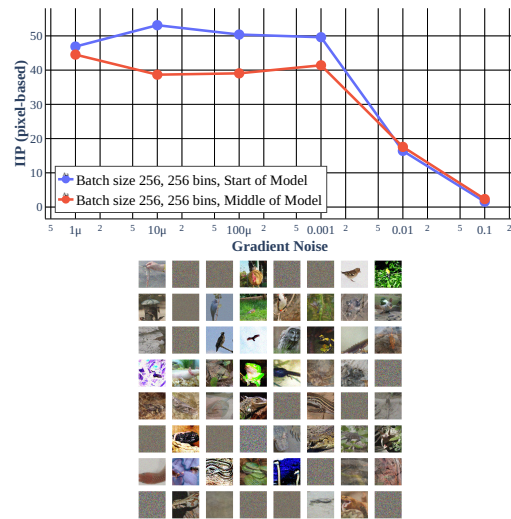 50
40
30
20
10
0
IIP (pixel-based)
Batch size 256, 256 bins, Start of Model
Batch size 256, 256 bins, Middle of Model
5 1μ 2 5 10μ 2 5 100μ 2 5 0.001 2 5 0.01 2 5 0.1 2
Gradient Noise